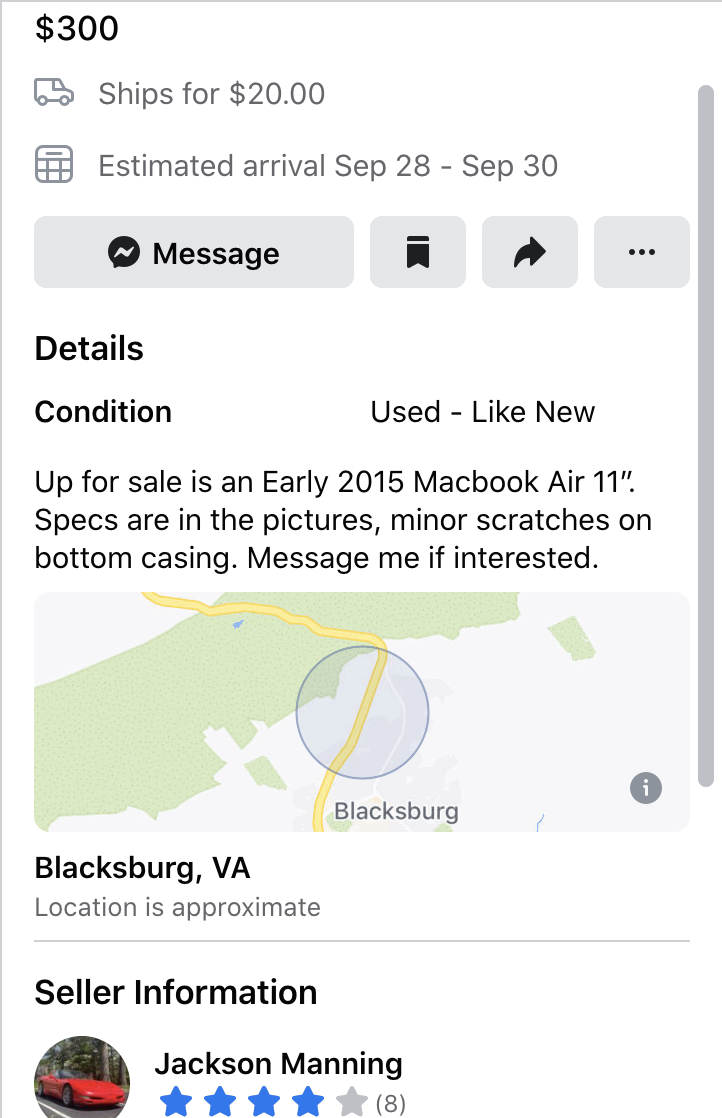 $300
Ships for $20.00
Estimated arrival Sep 28 - Sep 30
Message
Details
Condition Used - Like New
Up for sale is an Early 2015 Macbook Air 11”.
Specs are in the pictures, minor scratches on
bottom casing. Message me if interested.
Blacksburg
Blacksburg, VA
Location is approximate
Seller Information
Jackson Manning
(8)